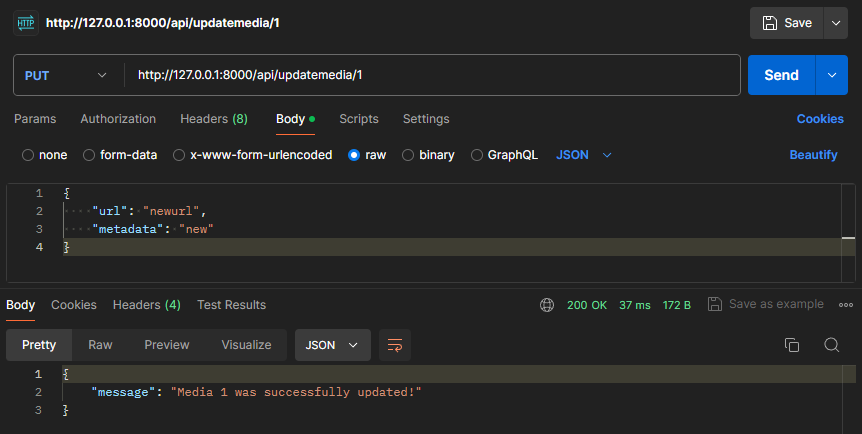 HTTP http://127.0.0.1:8000/api/updatemedia/1 Save
PUT http://127.0.0.1:8000/api/updatemedia/1 Send
Params Authorization Headers (8) Body Scripts Settings Cookies
none form-data x-www-form-urlencoded raw binary GraphQL JSON Beautify
1 {
2 "url": "newurl",
3 "metadata": "new"
4 }
Body Cookies Headers (4) Test Results 200 OK 37 ms 172 B Save as example
Pretty Raw Preview Visualize JSON
1 {
2 "message": "Media 1 was successfully updated!"
3 }